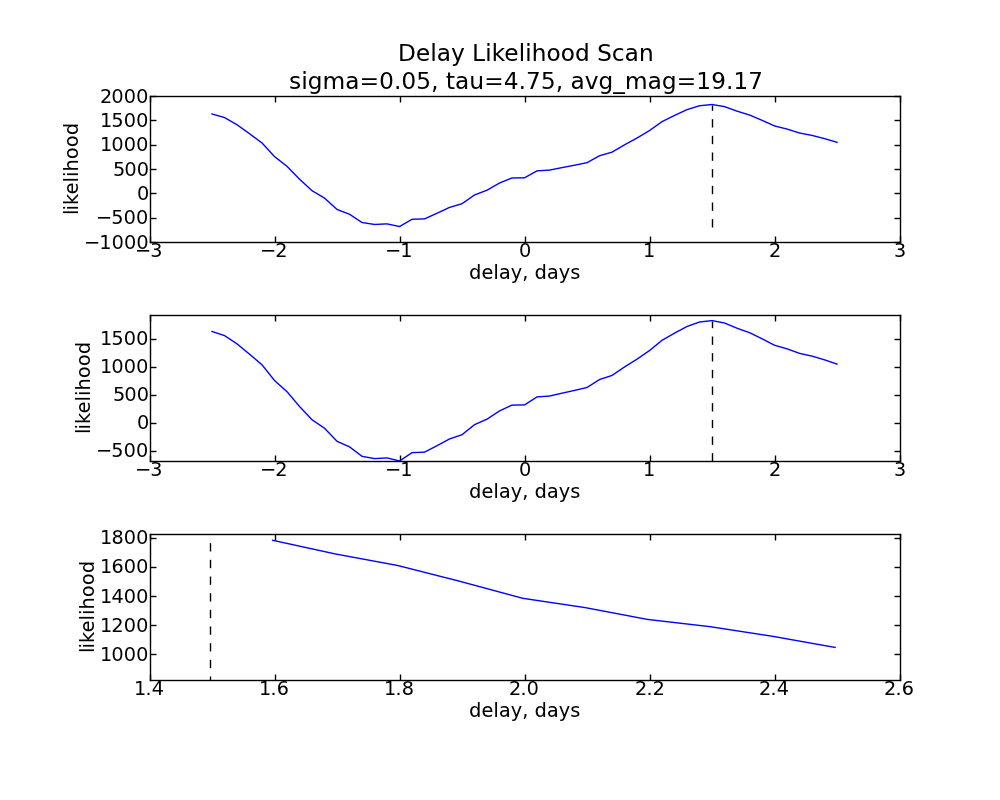 Delay Likelihood Scan
sigma=0.05, tau=4.75, avg_mag=19.17
2000
1500
1000
500
0
−500
−1000
likelihood
−3 −2 −1 0 1 2 3
delay, days
1500
1000
500
0
−500
likelihood
−3 −2 −1 0 1 2 3
delay, days
1800
1600
1400
1200
1000
likelihood
1.4 1.6 1.8 2.0 2.2 2.4 2.6
delay, days